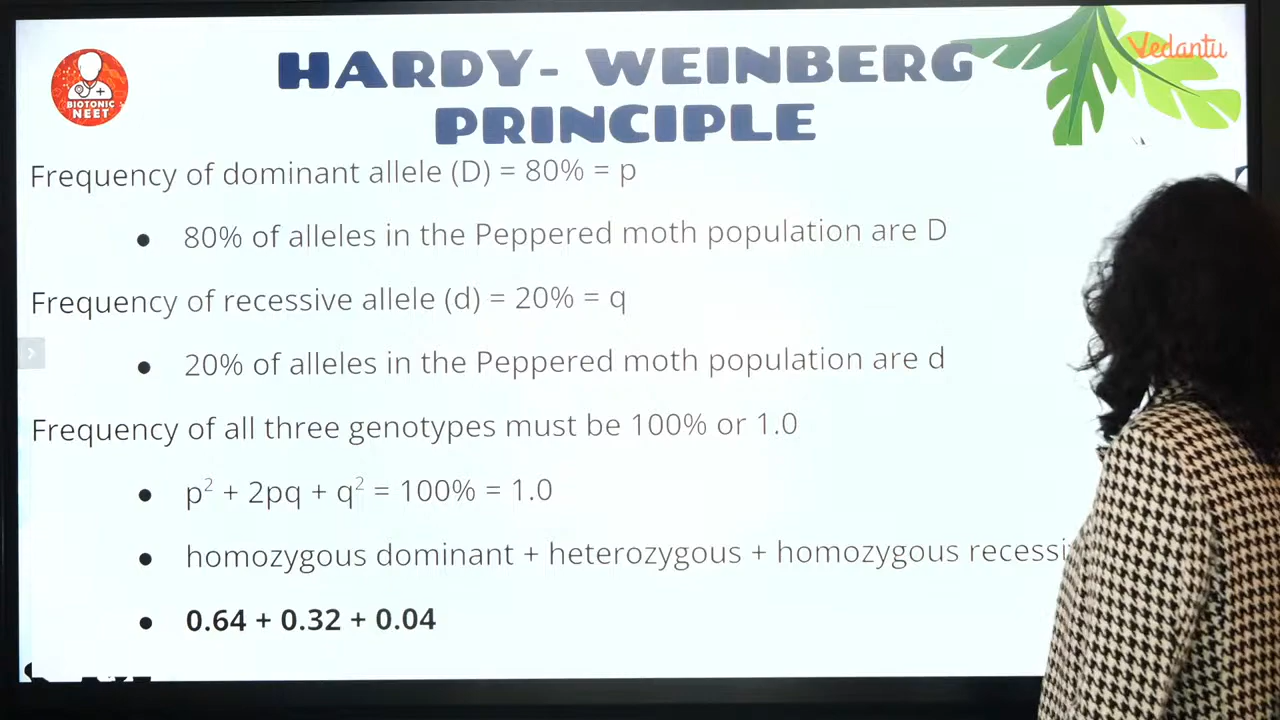 HARDY- WEINBERG
PRINCIPLE
Vedantu
BIOTONIC
NEET
Frequency of dominant allele (D) = 80% = p
● 80% of alleles in the Peppered moth population are D
Frequency of recessive allele (d) = 20% = q
● 20% of alleles in the Peppered moth population are d
Frequency of all three genotypes must be 100% or 1.0
● p² + 2pq + q² = 100% = 1.0
● homozygous dominant + heterozygous + homozygous recessi
● 0.64 + 0.32 + 0.04